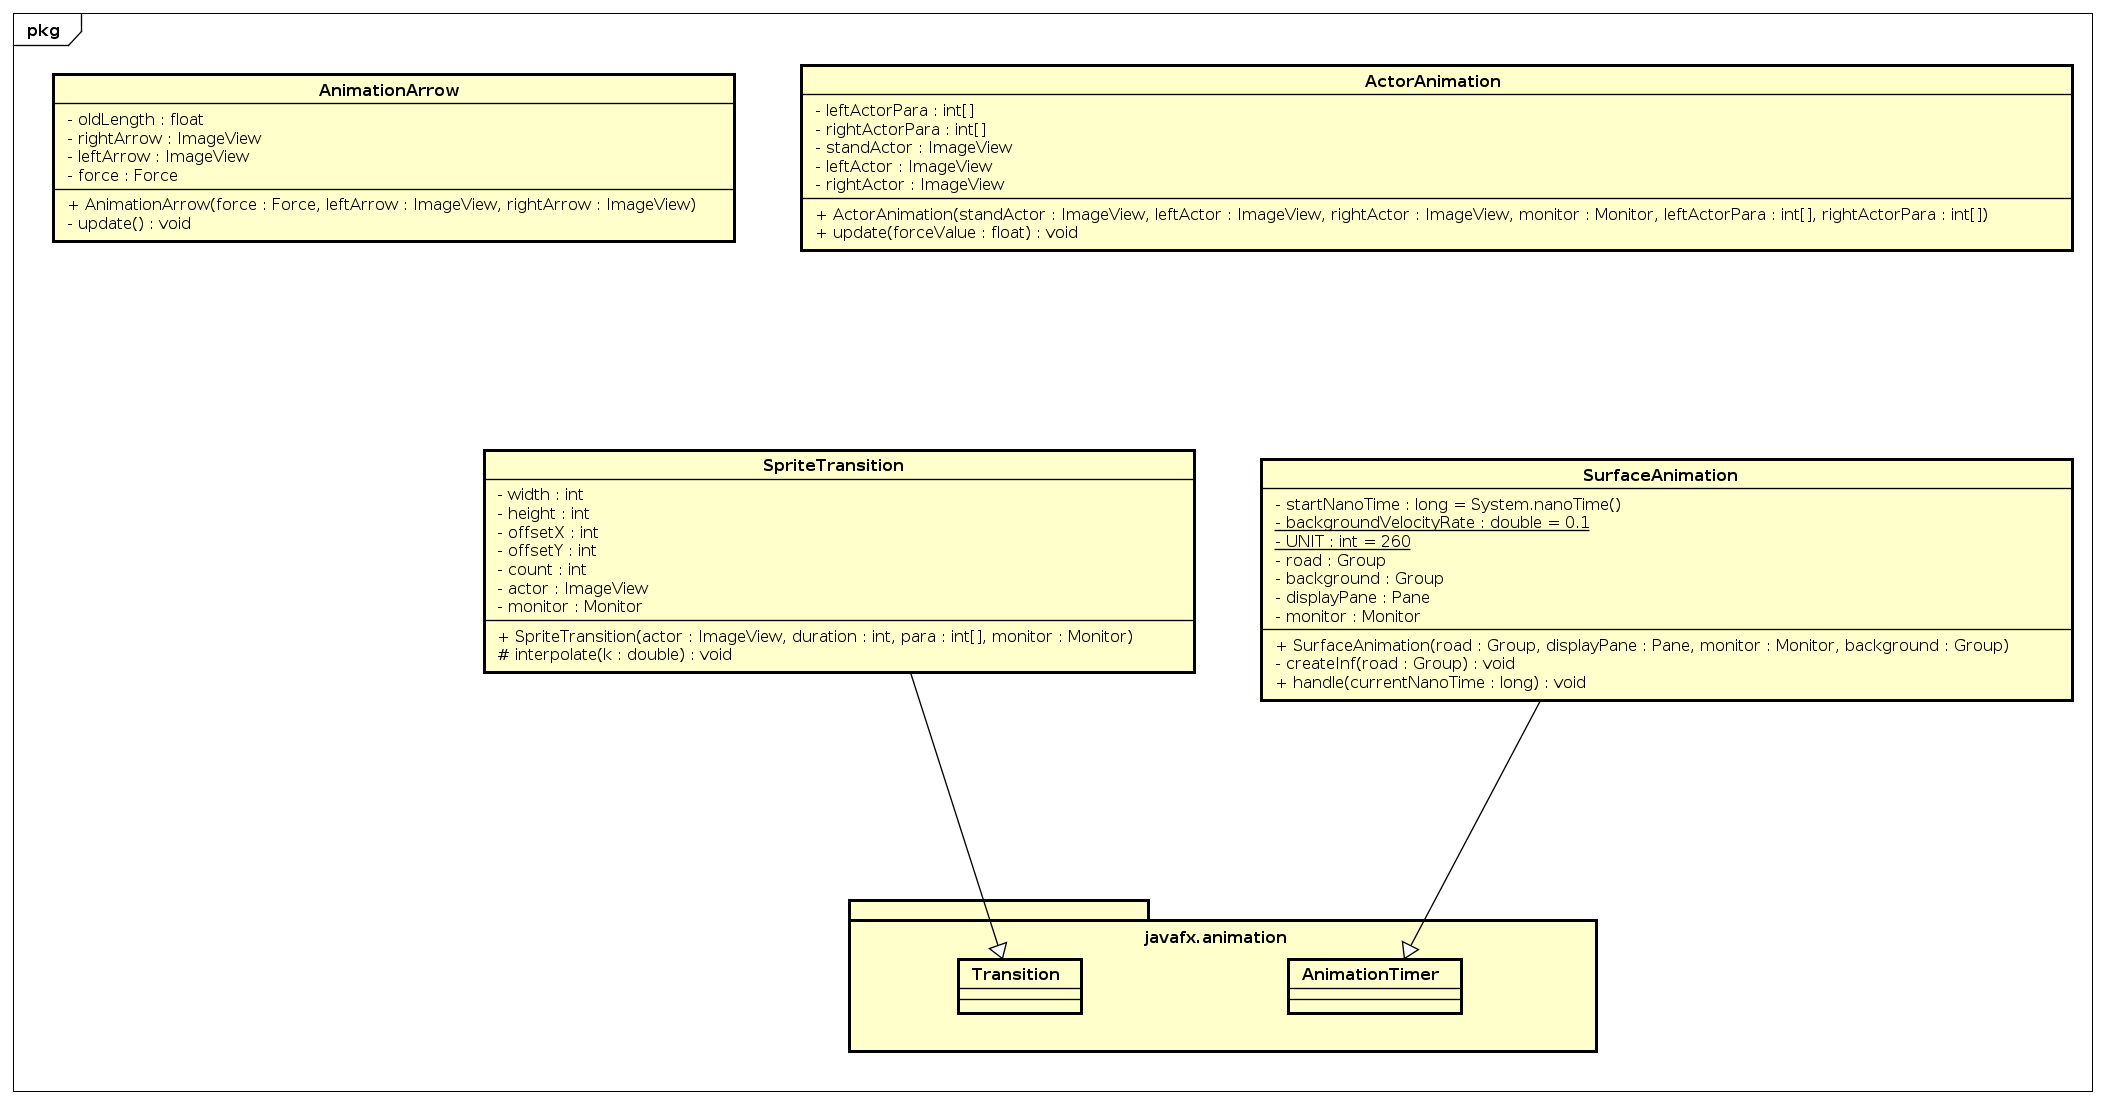 pkg
AnimationArrow
- oldLength : float
- rightArrow : ImageView
- leftArrow : ImageView
- force : Force
+ AnimationArrow(force : Force, leftArrow : ImageView, rightArrow : ImageView)
- update() : void
ActorAnimation
- leftActorPara : int[]
- rightActorPara : int[]
- standActor : ImageView
- leftActor : ImageView
- rightActor : ImageView
+ ActorAnimation(standActor : ImageView, leftActor : ImageView, rightActor : ImageView, monitor : Monitor, leftActorPara : int[], rightActorPara : int[])
+ update(forceValue : float) : void
SpriteTransition
- width : int
- height : int
- offsetX : int
- offsetY : int
- count : int
- actor : ImageView
- monitor : Monitor
+ SpriteTransition(actor : ImageView, duration : int, para : int[], monitor : Monitor)
# interpolate(k : double) : void
SurfaceAnimation
- startNanoTime : long = System.nanoTime()
- backgroundVelocityRate : double = 0.1
- UNIT : int = 260
- road : Group
- background : Group
- displayPane : Pane
- monitor : Monitor
+ SurfaceAnimation(road : Group, displayPane : Pane, monitor : Monitor, background : Group)
- createInf(road : Group) : void
+ handle(currentNanoTime : long) : void
javafx.animation
Transition
AnimationTimer